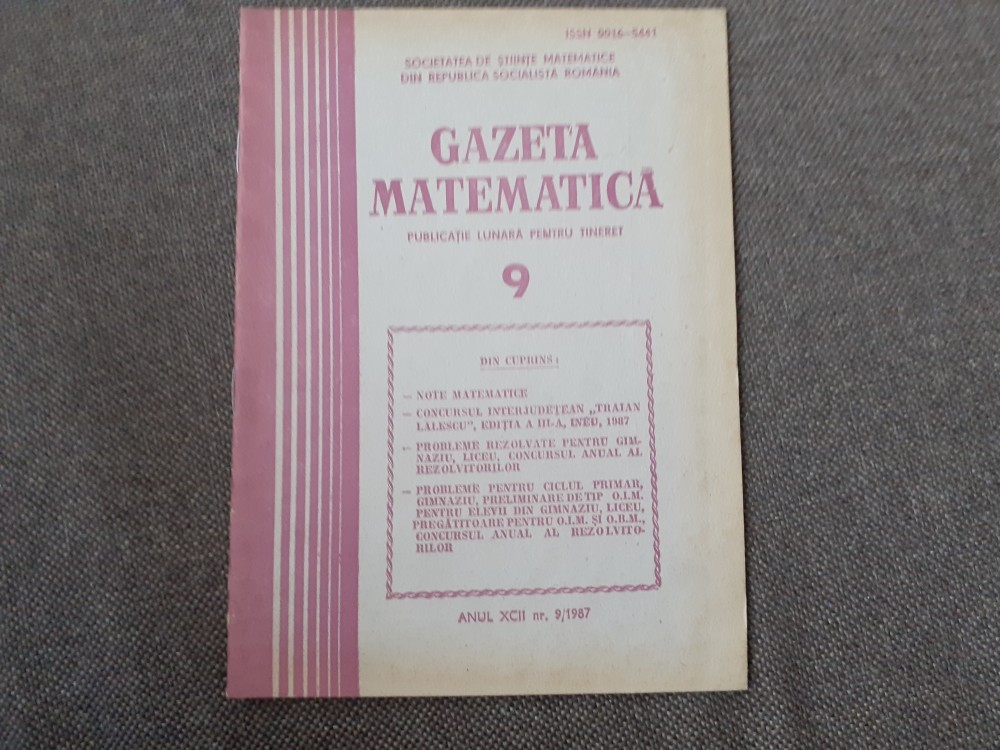 ISSN 0016-5661
SOCIETATEA DE ŞTIINŢE MATEMATICE
DIN REPUBLICA SOCIALISTA ROMANIA
GAZETA
MATEMATICĂ
PUBLICAŢIE LUNARĂ PENTRU TINERET
9
DIN CUPRINS:
— NOTE MATEMATICE
— CONCURSUL INTERJUDEŢEAN „TRAIAN
LALESCU", EDIŢIA A III-A, INEU, 1987
— PROBLEME REZOLVATE PENTRU GIM-
NAZIU, LICEU, CONCURSUL ANUAL AL
REZOLVITORILOR
— PROBLEME PENTRU CICLUL PRIMAR,
GIMNAZIU, PRELIMINARE DE TIP O.I.M.
PENTRU ELEVII DIN GIMNAZIU, LICEU,
PREGĂTITOARE PENTRU O.I.M. ŞI O.B.M.,
CONCURSUL ANUAL AL REZOLVITO-
RILOR
ANUL XCII nr. 9/1987